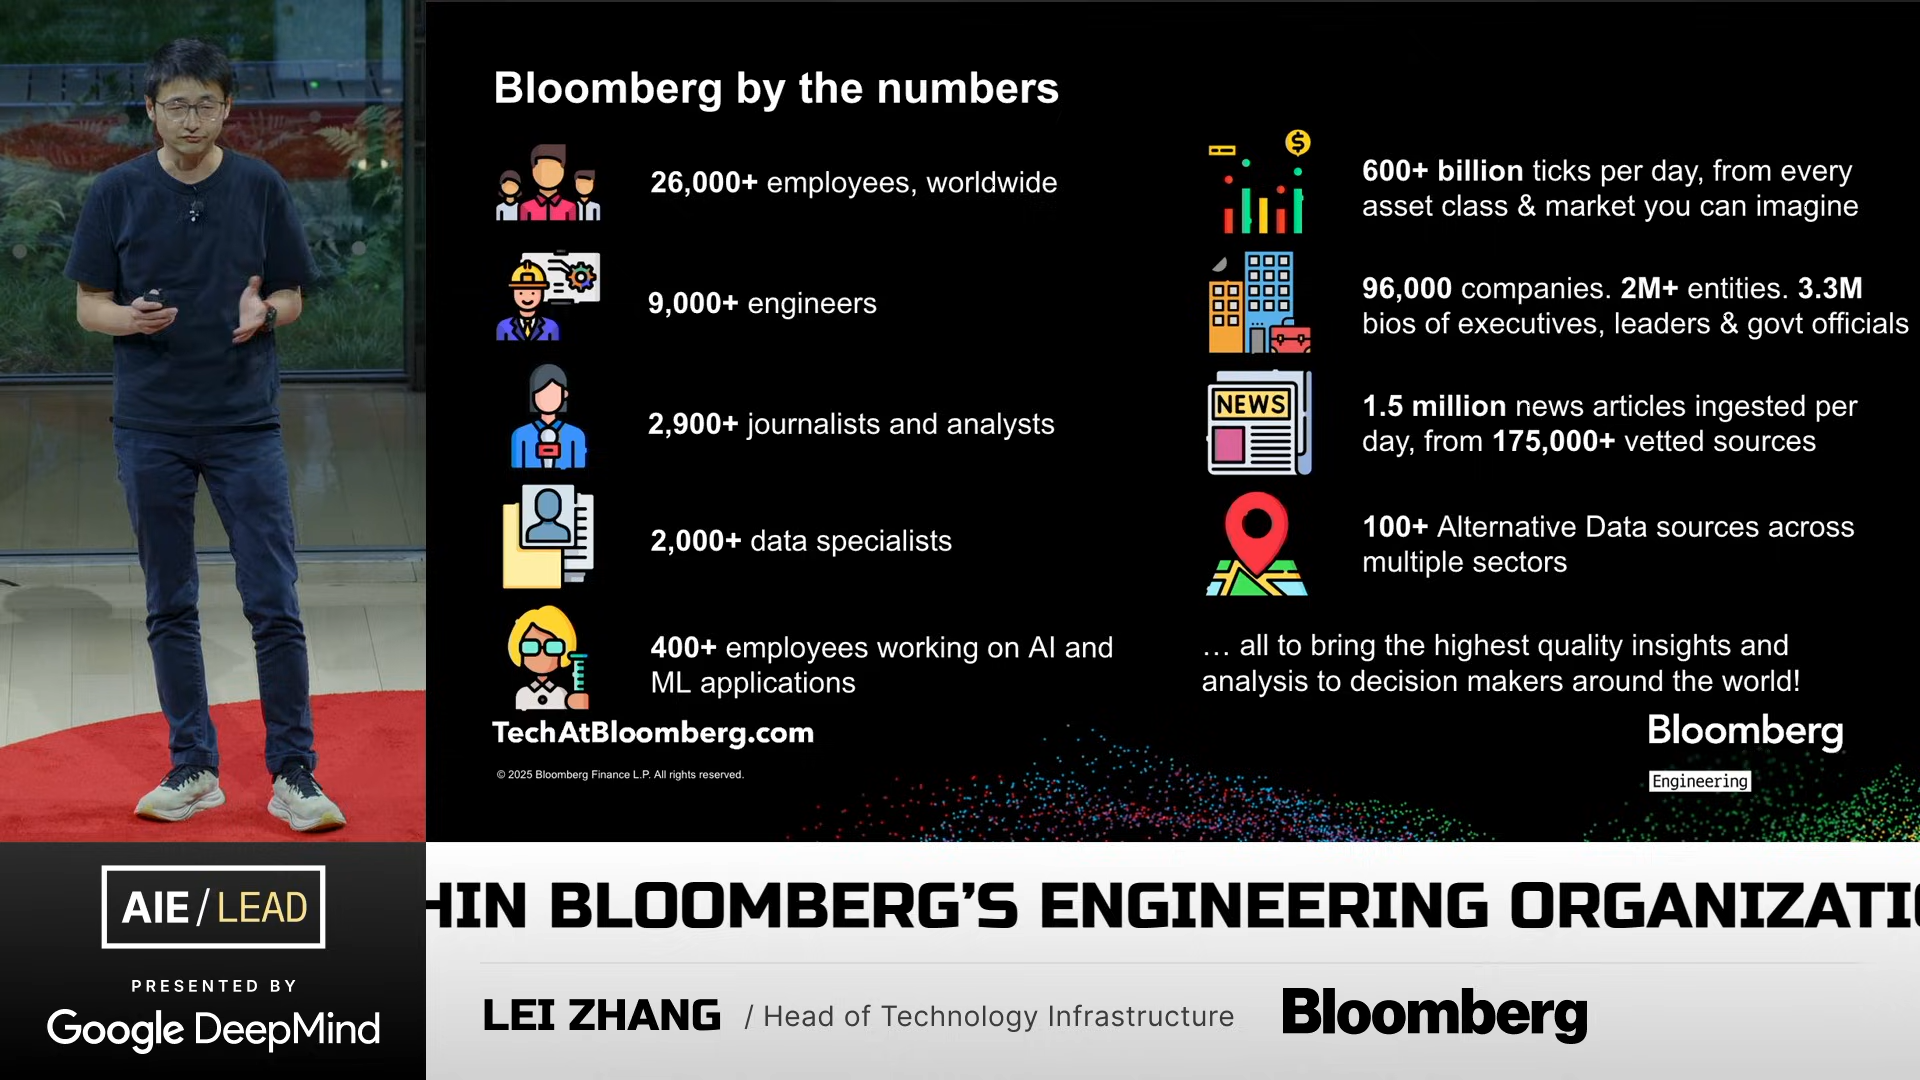 Bloomberg by the numbers
26,000+ employees, worldwide
9,000+ engineers
2,900+ journalists and analysts
2,000+ data specialists
400+ employees working on AI and
ML applications
$
600+ billion ticks per day, from every
asset class & market you can imagine
96,000 companies. 2M+ entities. 3.3M
bios of executives, leaders & govt officials
NEWS
1.5 million news articles ingested per
day, from 175,000+ vetted sources
100+ Alternative Data sources across
multiple sectors
… all to bring the highest quality insights and
analysis to decision makers around the world!
TechAtBloomberg.com
© 2025 Bloomberg Finance L.P. All rights reserved.
Bloomberg
Engineering
AIE/LEAD
PRESENTED BY
Google DeepMind
HIN BLOOMBERG'S ENGINEERING ORGANIZATIO
LEI ZHANG / Head of Technology Infrastructure
Bloomberg